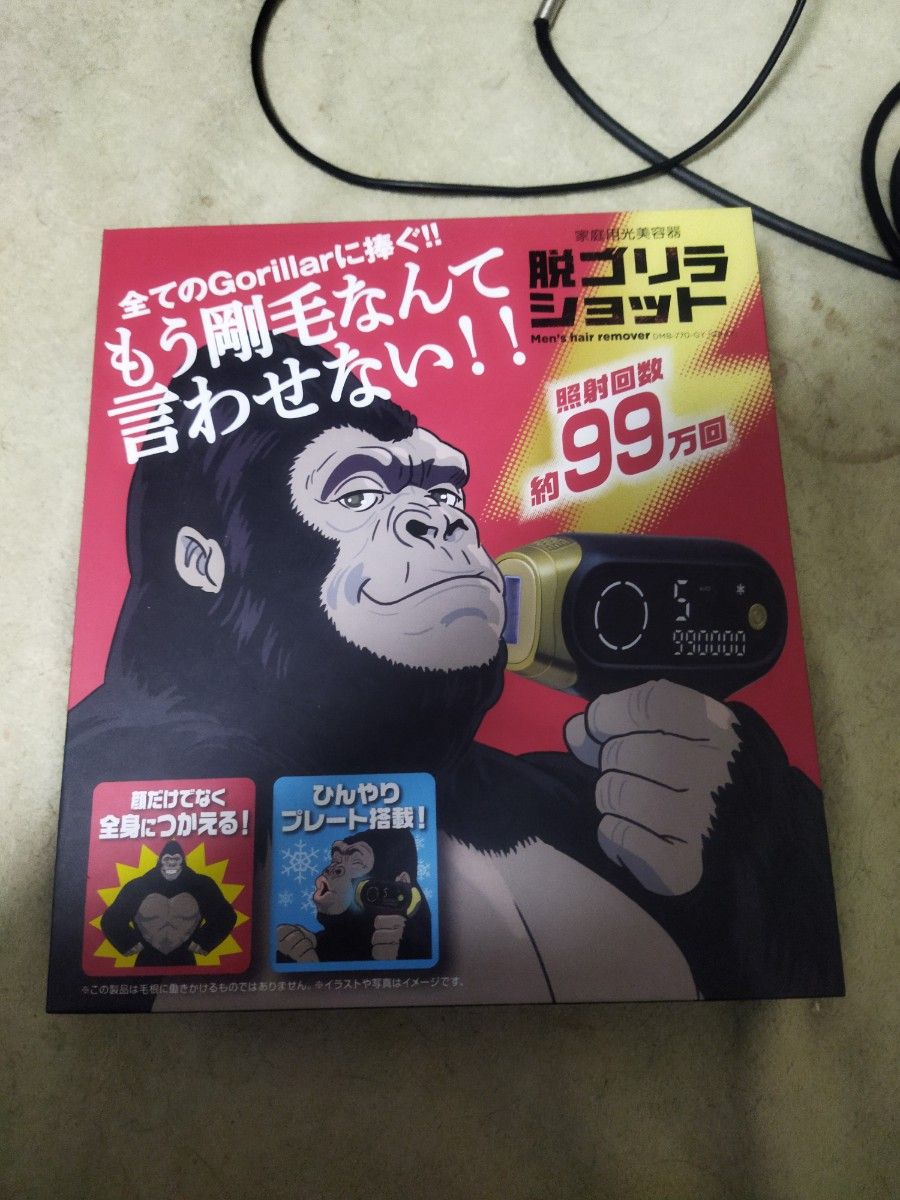 全てのGorillarに捧ぐ!!
もう剛毛なんて
言わせない!!
家庭用光美容器
脱ゴリラ
ショット
Men's hair remover DMB-770-GY
照射回数
約99万回
5
990000
顔だけでなく
全身につかえる!
ひんやり
プレート搭載!
※この製品は毛根に働きかけるものではありません。※イラストや写真はイメージです。